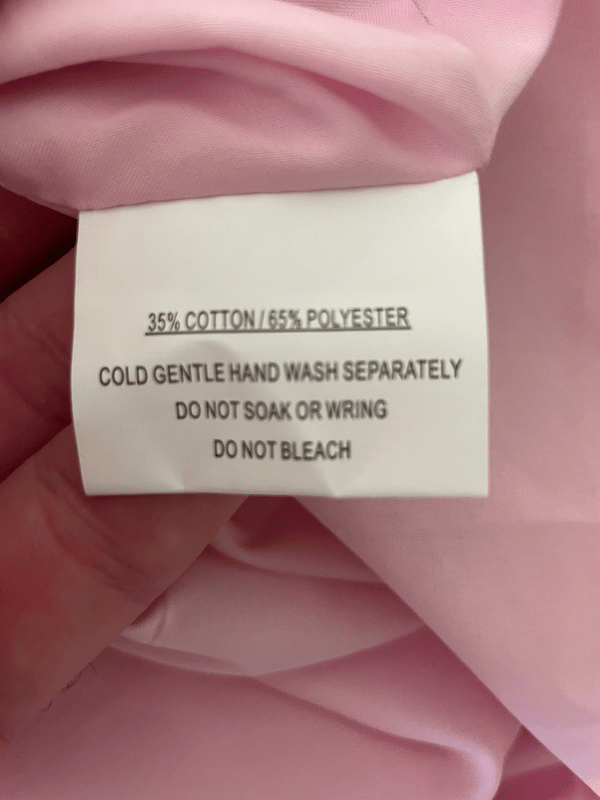 35% COTTON / 65% POLYESTER
COLD GENTLE HAND WASH SEPARATELY
DO NOT SOAK OR WRING
DO NOT BLEACH